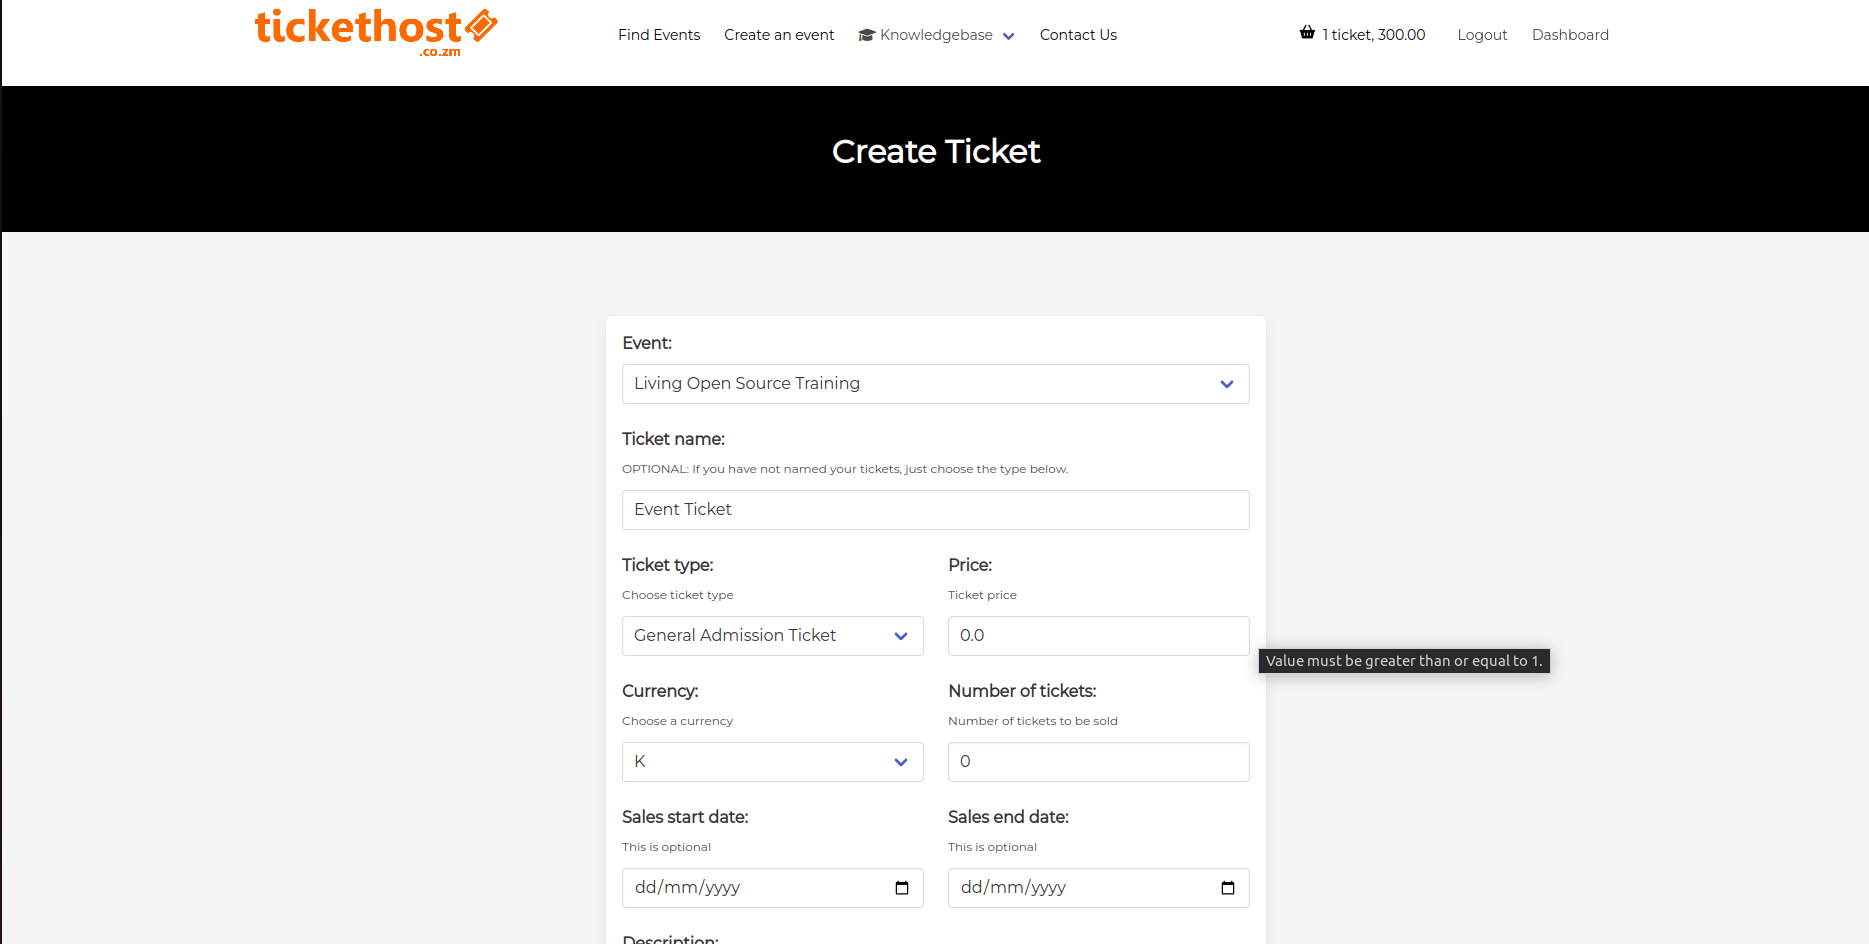 tickethost
.co.zm
Find Events
Create an event
Knowledgebase
Contact Us
1 ticket, 300.00
Logout
Dashboard
Create Ticket
Event:
Living Open Source Training
Ticket name:
OPTIONAL: If you have not named your tickets, just choose the type below.
Event Ticket
Ticket type:
Choose ticket type
General Admission Ticket
Price:
Ticket price
0.0
Value must be greater than or equal to 1.
Currency:
Choose a currency
K
Number of tickets:
Number of tickets to be sold
0
Sales start date:
This is optional
dd/mm/yyyy
Sales end date:
This is optional
dd/mm/yyyy
Description: